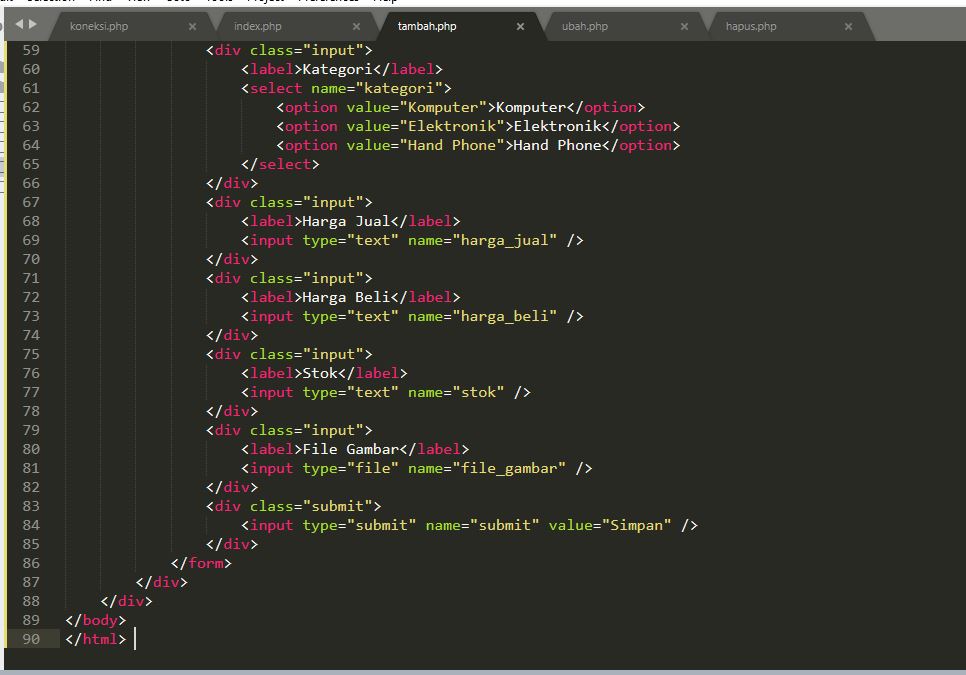 koneksi.php × index.php × tambah.php × ubah.php × hapus.php ×
59 <div class="input">
60 <label>Kategori</label>
61 <select name="kategori">
62 <option value="Komputer">Komputer</option>
63 <option value="Elektronik">Elektronik</option>
64 <option value="Hand Phone">Hand Phone</option>
65 </select>
66 </div>
67 <div class="input">
68 <label>Harga Jual</label>
69 <input type="text" name="harga_jual" />
70 </div>
71 <div class="input">
72 <label>Harga Beli</label>
73 <input type="text" name="harga_beli" />
74 </div>
75 <div class="input">
76 <label>Stok</label>
77 <input type="text" name="stok" />
78 </div>
79 <div class="input">
80 <label>File Gambar</label>
81 <input type="file" name="file_gambar" />
82 </div>
83 <div class="submit">
84 <input type="submit" name="submit" value="Simpan" />
85 </div>
86 </form>
87 </div>
88 </div>
89 </body>
90 </html>